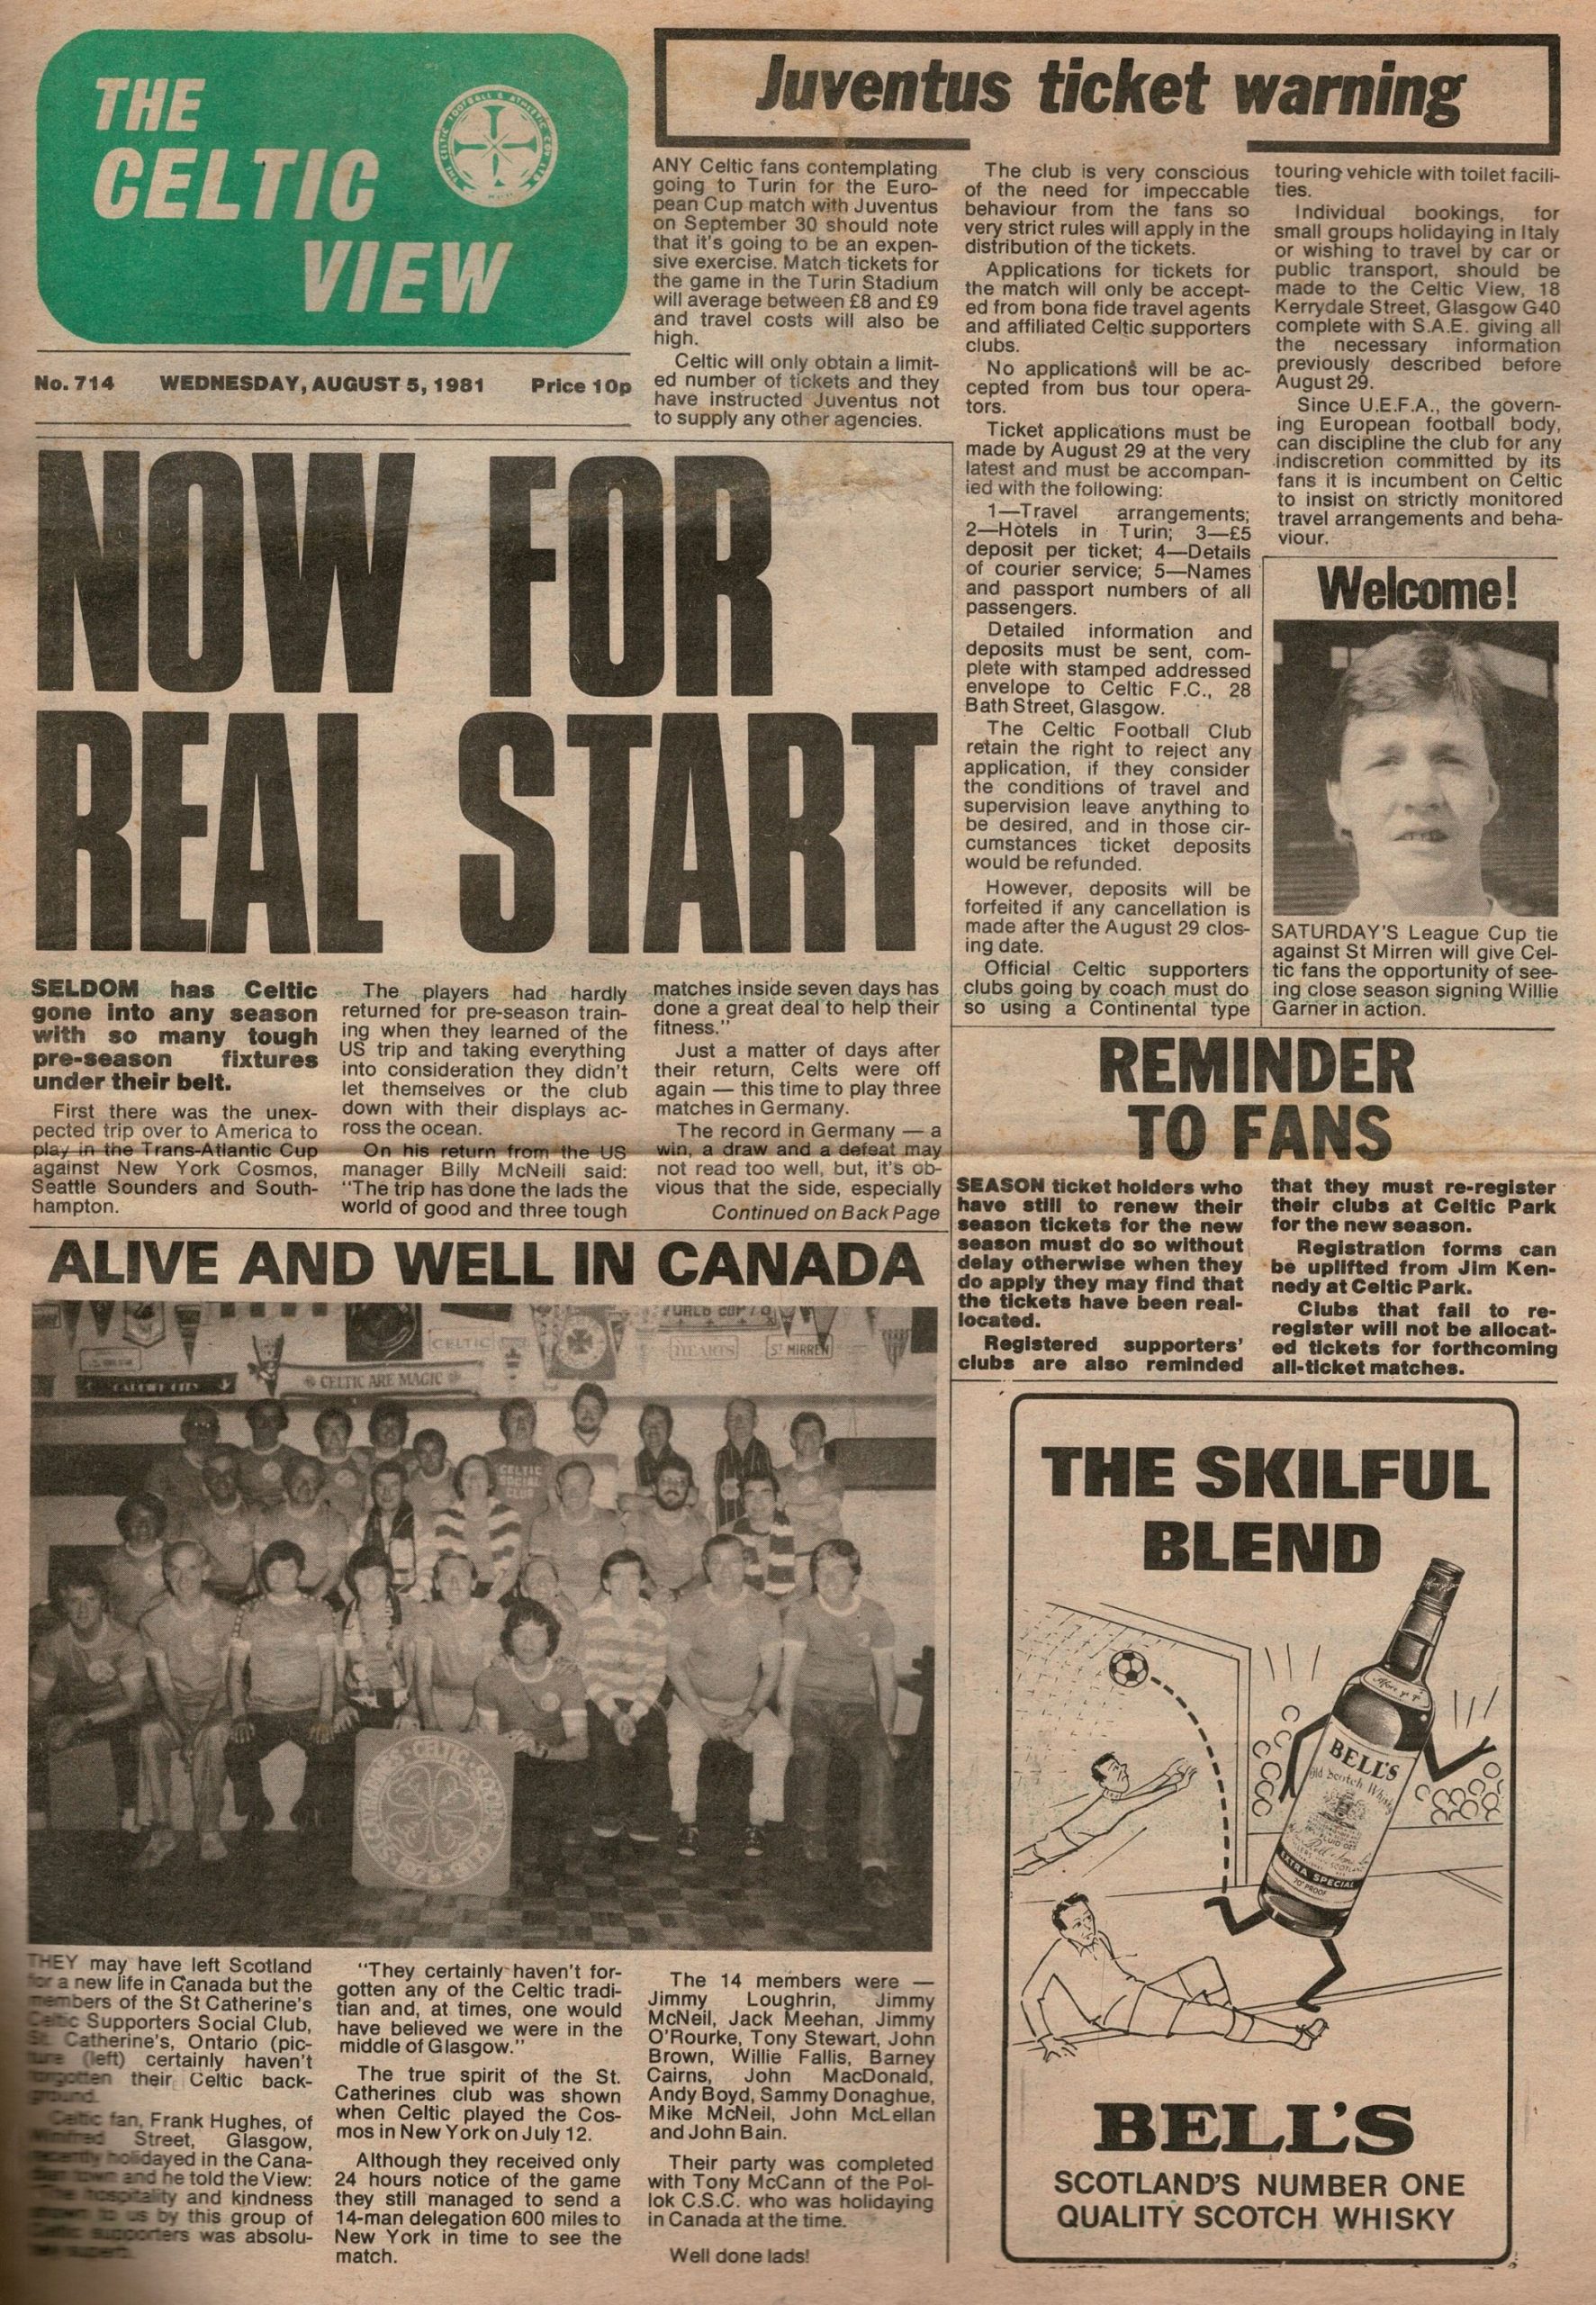 THE
CELTIC
VIEW
THE CELTIC FOOTBALL & ATHLETIC COY LTD
No. 714 WEDNESDAY, AUGUST 5, 1981 Price 10p
Juventus ticket warning
ANY Celtic fans contemplating
going to Turin for the Euro-
pean Cup match with Juventus
on September 30 should note
that it's going to be an expen-
sive exercise. Match tickets for
the game in the Turin Stadium
will average between £8 and £9
and travel costs will also be
high.
Celtic will only obtain a limit-
ed number of tickets and they
have instructed Juventus not
to supply any other agencies.
The club is very conscious
of the need for impeccable
behaviour from the fans so
very strict rules will apply in the
distribution of the tickets.
Applications for tickets for
the match will only be accept-
ed from bona fide travel agents
and affiliated Celtic supporters
clubs.
No applications will be ac-
cepted from bus tour opera-
tors.
Ticket applications must be
made by August 29 at the very
latest and must be accompan-
ied with the following:
1—Travel arrangements;
2—Hotels in Turin; 3—£5
deposit per ticket; 4—Details
of courier service; 5—Names
and passport numbers of all
passengers.
Detailed information and
deposits must be sent, com-
plete with stamped addressed
envelope to Celtic F.C., 28
Bath Street, Glasgow.
The Celtic Football Club
retain the right to reject any
application, if they consider
the conditions of travel and
supervision leave anything to
be desired, and in those cir-
cumstances ticket deposits
would be refunded.
However, deposits will be
forfeited if any cancellation is
made after the August 29 clos-
ing date.
Official Celtic supporters
clubs going by coach must do
so using a Continental type
touring vehicle with toilet facili-
ties.
Individual bookings, for
small groups holidaying in Italy
or wishing to travel by car or
public transport, should be
made to the Celtic View, 18
Kerrydale Street, Glasgow G40
complete with S.A.E. giving all
the necessary information
previously described before
August 29.
Since U.E.F.A., the govern-
ing European football body,
can discipline the club for any
indiscretion committed by its
fans it is incumbent on Celtic
to insist on strictly monitored
travel arrangements and beha-
viour.
NOW FOR
REAL START
SELDOM has Celtic
gone into any season
with so many tough
pre-season fixtures
under their belt.
First there was the unex-
pected trip over to America to
play in the Trans-Atlantic Cup
against New York Cosmos,
Seattle Sounders and South-
hampton.
The players had hardly
returned for pre-season train-
ing when they learned of the
US trip and taking everything
into consideration they didn't
let themselves or the club
down with their displays ac-
ross the ocean.
On his return from the US
manager Billy McNeill said:
"The trip has done the lads the
world of good and three tough
matches inside seven days has
done a great deal to help their
fitness."
Just a matter of days after
their return, Celts were off
again — this time to play three
matches in Germany.
The record in Germany — a
win, a draw and a defeat may
not read too well, but, it's ob-
vious that the side, especially
Continued on Back Page
Welcome!
SATURDAY'S League Cup tie
against St Mirren will give Cel-
tic fans the opportunity of see-
ing close season signing Willie
Garner in action.
REMINDER
TO FANS
SEASON ticket holders who
have still to renew their
season tickets for the new
season must do so without
delay otherwise when they
do apply they may find that
the tickets have been real-
located.
Registered supporters'
clubs are also reminded
that they must re-register
their clubs at Celtic Park
for the new season.
Registration forms can
be uplifted from Jim Ken-
nedy at Celtic Park.
Clubs that fail to re-
register will not be allocat-
ed tickets for forthcoming
all-ticket matches.
ALIVE AND WELL IN CANADA
WORLD CUP 78
CELTIC
HEARTS
ST MIRREN
CELTIC ARE MAGIC
CELTIC
SOCIAL
CLUB
THEY may have left Scotland
for a new life in Canada but the
members of the St Catherine's
Celtic Supporters Social Club,
St. Catherine's, Ontario (pic-
ture (left) certainly haven't
forgotten their Celtic back-
ground.
Celtic fan, Frank Hughes, of
Street, Glasgow,
recently holidayed in the Cana-
dian town and he told the View:
"The hospitality and kindness
shown to us by this group of
Celtic supporters was absolu-
tely superb.
"They certainly haven't for-
gotten any of the Celtic tradi-
tian and, at times, one would
have believed we were in the
middle of Glasgow."
The true spirit of the St.
Catherines club was shown
when Celtic played the Cos-
mos in New York on July 12.
Although they received only
24 hours notice of the game
they still managed to send a
14-man delegation 600 miles to
New York in time to see the
match.
The 14 members were —
Jimmy Loughrin, Jimmy
McNeil, Jack Meehan, Jimmy
O'Rourke, Tony Stewart, John
Brown, Willie Fallis, Barney
Cairns, John MacDonald,
Andy Boyd, Sammy Donaghue,
Mike McNeil, John McLellan
and John Bain.
Their party was completed
with Tony McCann of the Pol-
lok C.S.C. who was holidaying
in Canada at the time.
Well done lads!
THE SKILFUL
BLEND
BELL'S
Old Scotch Whisky
EXTRA SPECIAL
70° PROOF
BELL'S
SCOTLAND'S NUMBER ONE
QUALITY SCOTCH WHISKY